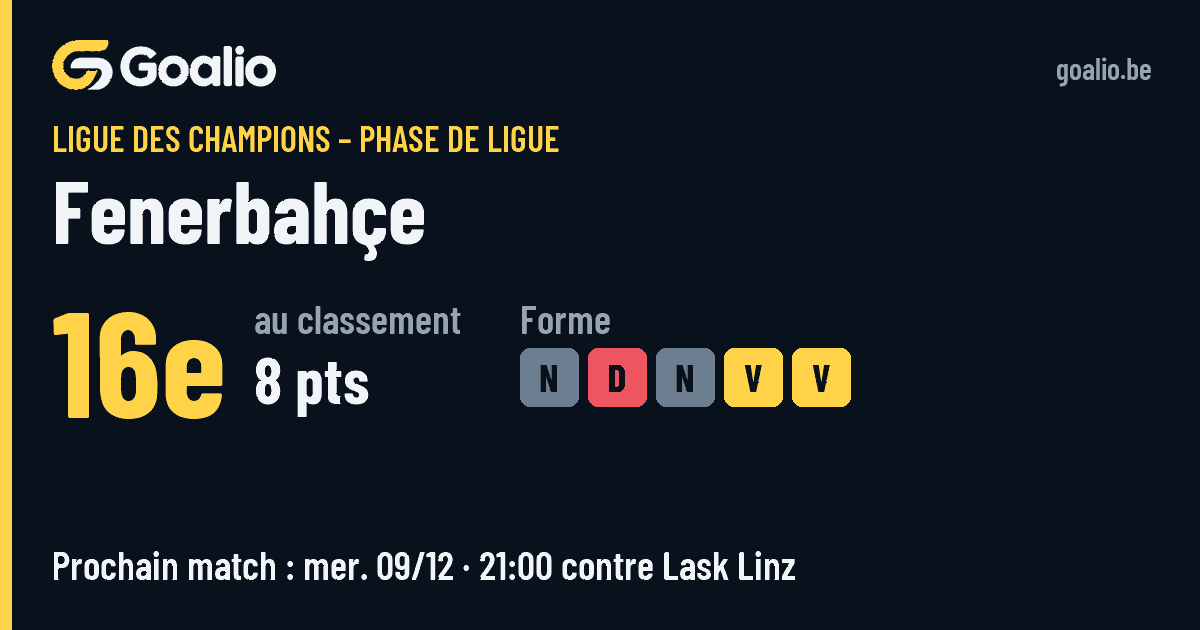 Goalio
goalio.be
LIGUE DES CHAMPIONS – PHASE DE LIGUE
Fenerbahçe
16e
au classement
8 pts
Forme
N D N V V
Prochain match : mer. 09/12 · 21:00 contre Lask Linz